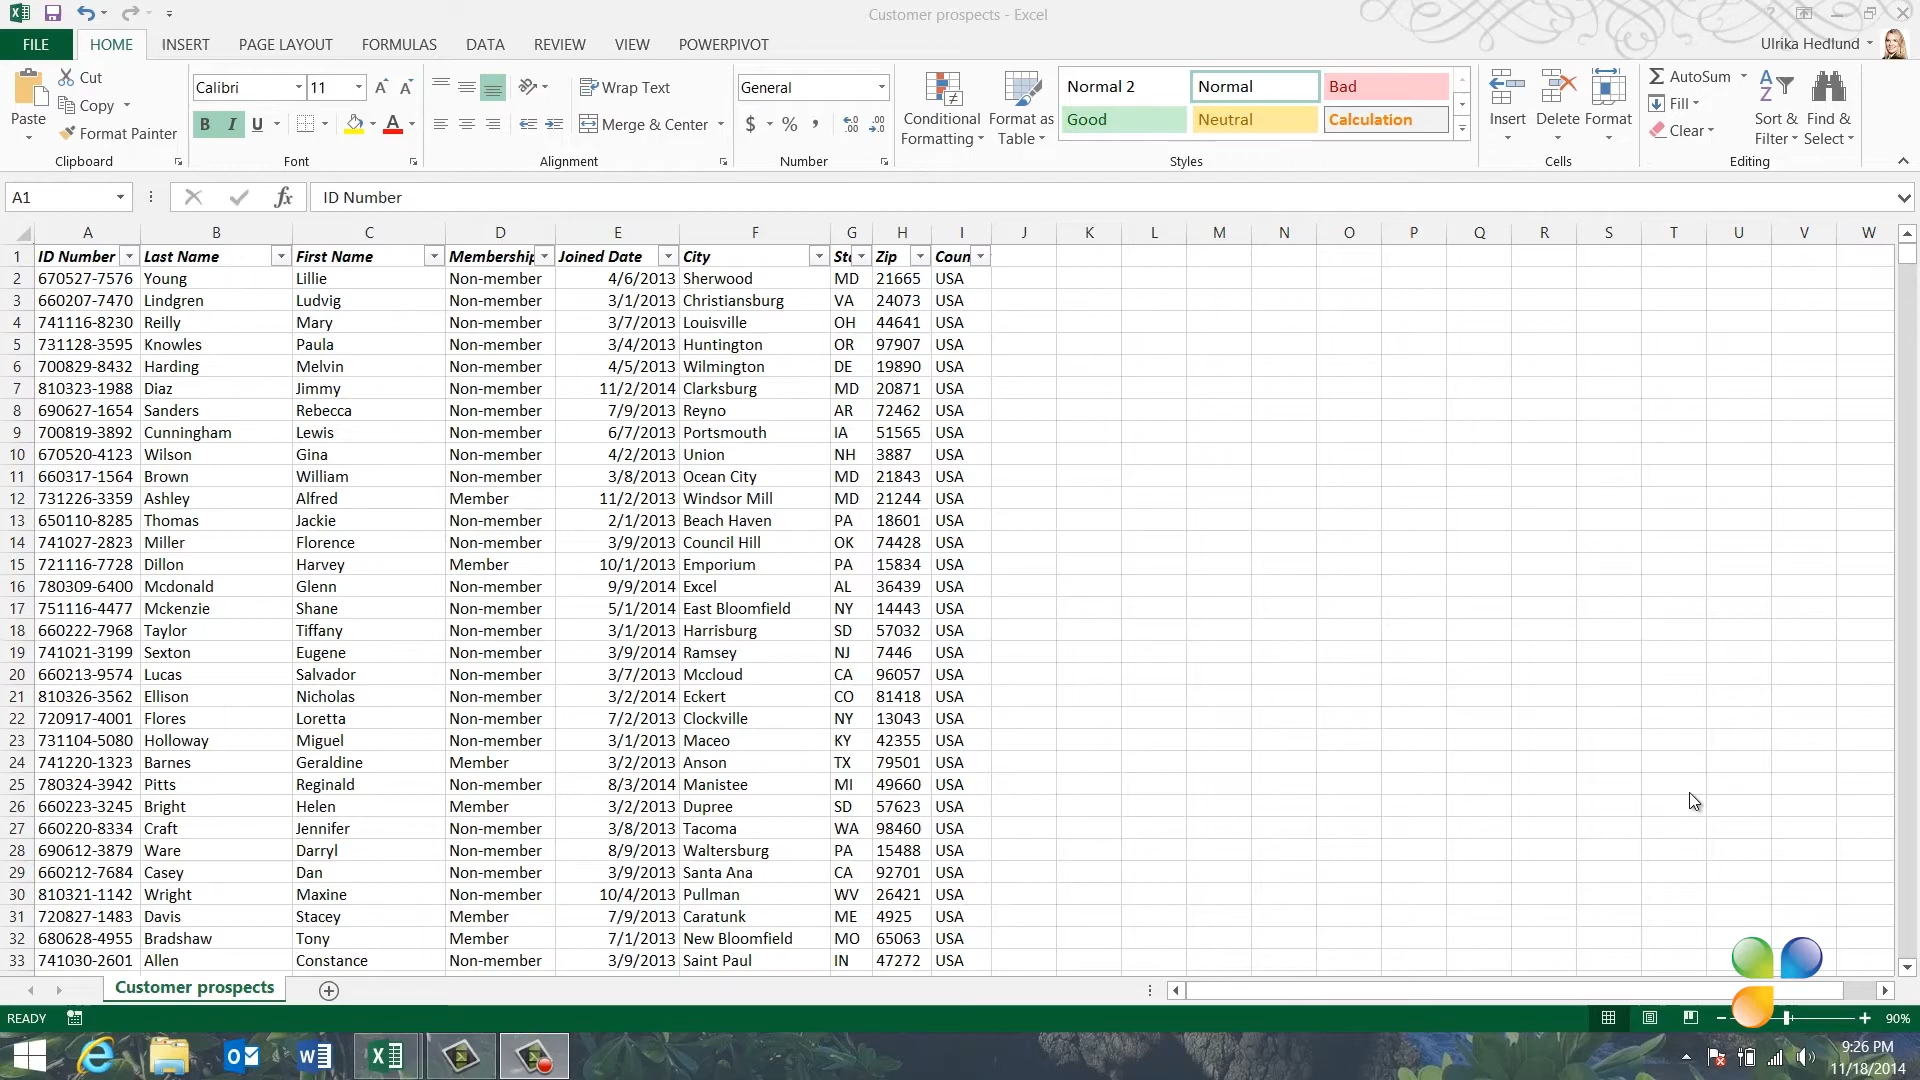 Customer prospects - Excel
?
FILE HOME INSERT PAGE LAYOUT FORMULAS DATA REVIEW VIEW POWERPIVOT Ulrika Hedlund
Cut
Copy
Format Painter
Paste
Clipboard
Calibri 11 A A
B I U A
Font
Wrap Text
Merge & Center
Alignment
General
$ % ,
Number
Conditional Formatting
Format as Table
Normal 2 Normal Bad
Good Neutral Calculation
Styles
Insert Delete Format
Cells
AutoSum
Fill
Clear
Sort & Filter
Find & Select
Editing
A1 fx ID Number
A B C D E F G H I J K L M N O P Q R S T U V W
1 ID Number Last Name First Name Membership Joined Date City Sta Zip Coun
2 670527-7576 Young Lillie Non-member 4/6/2013 Sherwood MD 21665 USA
3 660207-7470 Lindgren Ludvig Non-member 3/1/2013 Christiansburg VA 24073 USA
4 741116-8230 Reilly Mary Non-member 3/7/2013 Louisville OH 44641 USA
5 731128-3595 Knowles Paula Non-member 3/4/2013 Huntington OR 97907 USA
6 700829-8432 Harding Melvin Non-member 4/5/2013 Wilmington DE 19890 USA
7 810323-1988 Diaz Jimmy Non-member 11/2/2014 Clarksburg MD 20871 USA
8 690627-1654 Sanders Rebecca Non-member 7/9/2013 Reyno AR 72462 USA
9 700819-3892 Cunningham Lewis Non-member 6/7/2013 Portsmouth IA 51565 USA
10 670520-4123 Wilson Gina Non-member 4/2/2013 Union NH 3887 USA
11 660317-1564 Brown William Non-member 3/8/2013 Ocean City MD 21843 USA
12 731226-3359 Ashley Alfred Member 11/2/2013 Windsor Mill MD 21244 USA
13 650110-8285 Thomas Jackie Non-member 2/1/2013 Beach Haven PA 18601 USA
14 741027-2823 Miller Florence Non-member 3/9/2013 Council Hill OK 74428 USA
15 721116-7728 Dillon Harvey Member 10/1/2013 Emporium PA 15834 USA
16 780309-6400 Mcdonald Glenn Non-member 9/9/2014 Excel AL 36439 USA
17 751116-4477 Mckenzie Shane Non-member 5/1/2014 East Bloomfield NY 14443 USA
18 660222-7968 Taylor Tiffany Non-member 3/1/2013 Harrisburg SD 57032 USA
19 741021-3199 Sexton Eugene Non-member 3/9/2014 Ramsey NJ 7446 USA
20 660213-9574 Lucas Salvador Non-member 3/7/2013 Mccloud CA 96057 USA
21 810326-3562 Ellison Nicholas Non-member 3/2/2014 Eckert CO 81418 USA
22 720917-4001 Flores Loretta Non-member 7/2/2013 Clockville NY 13043 USA
23 731104-5080 Holloway Miguel Non-member 3/1/2013 Maceo KY 42355 USA
24 741220-1323 Barnes Geraldine Member 3/2/2013 Anson TX 79501 USA
25 780324-3942 Pitts Reginald Non-member 8/3/2014 Manistee MI 49660 USA
26 660223-3245 Bright Helen Member 3/2/2013 Dupree SD 57623 USA
27 660220-8334 Craft Jennifer Non-member 3/8/2013 Tacoma WA 98460 USA
28 690612-3879 Ware Darryl Non-member 8/9/2013 Waltersburg PA 15488 USA
29 660212-7684 Casey Dan Non-member 3/9/2013 Santa Ana CA 92701 USA
30 810321-1142 Wright Maxine Non-member 10/4/2013 Pullman WV 26421 USA
31 720827-1483 Davis Stacey Member 7/9/2013 Caratunk ME 4925 USA
32 680628-4955 Bradshaw Tony Member 7/1/2013 New Bloomfield MO 65063 USA
33 741030-2601 Allen Constance Non-member 3/9/2013 Saint Paul IN 47272 USA
Customer prospects
READY 90%
9:26 PM
11/18/2014